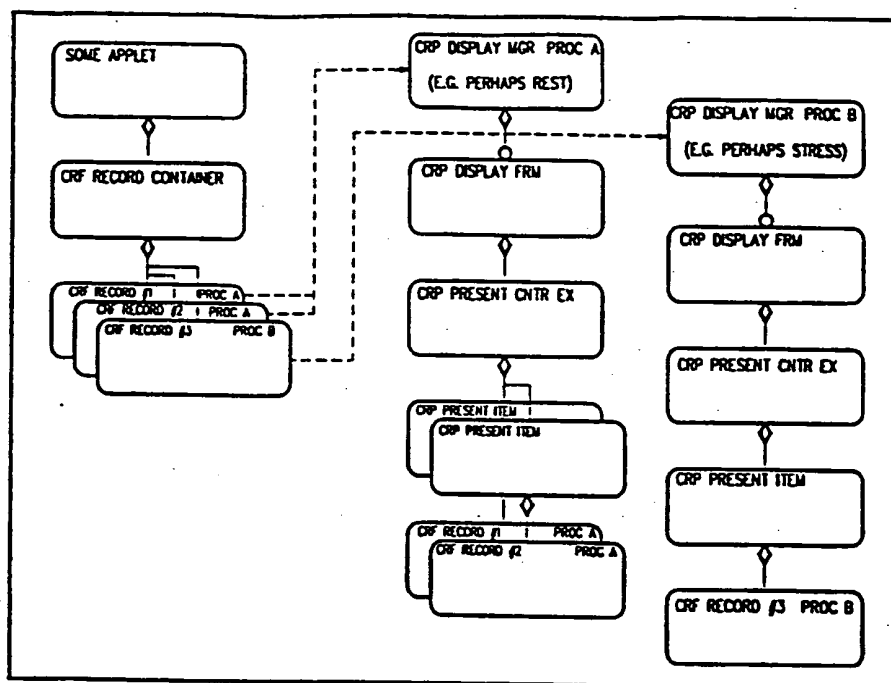 SOME APPLET
CRF RECORD CONTAINER
CRF RECORD #1 PROC A
CRF RECORD #2 PROC A
CRF RECORD #3 PROC B
CRP DISPLAY MGR PROC A
(E.G. PERHAPS REST)
CRP DISPLAY FRM
CRP PRESENT CNTR EX
CRP PRESENT ITEM
CRP PRESENT ITEM
CRF RECORD #1 PROC A
CRF RECORD #2 PROC A
CRP DISPLAY MGR PROC B
(E.G. PERHAPS STRESS)
CRP DISPLAY FRM
CRP PRESENT CNTR EX
CRP PRESENT ITEM
CRF RECORD #3 PROC B